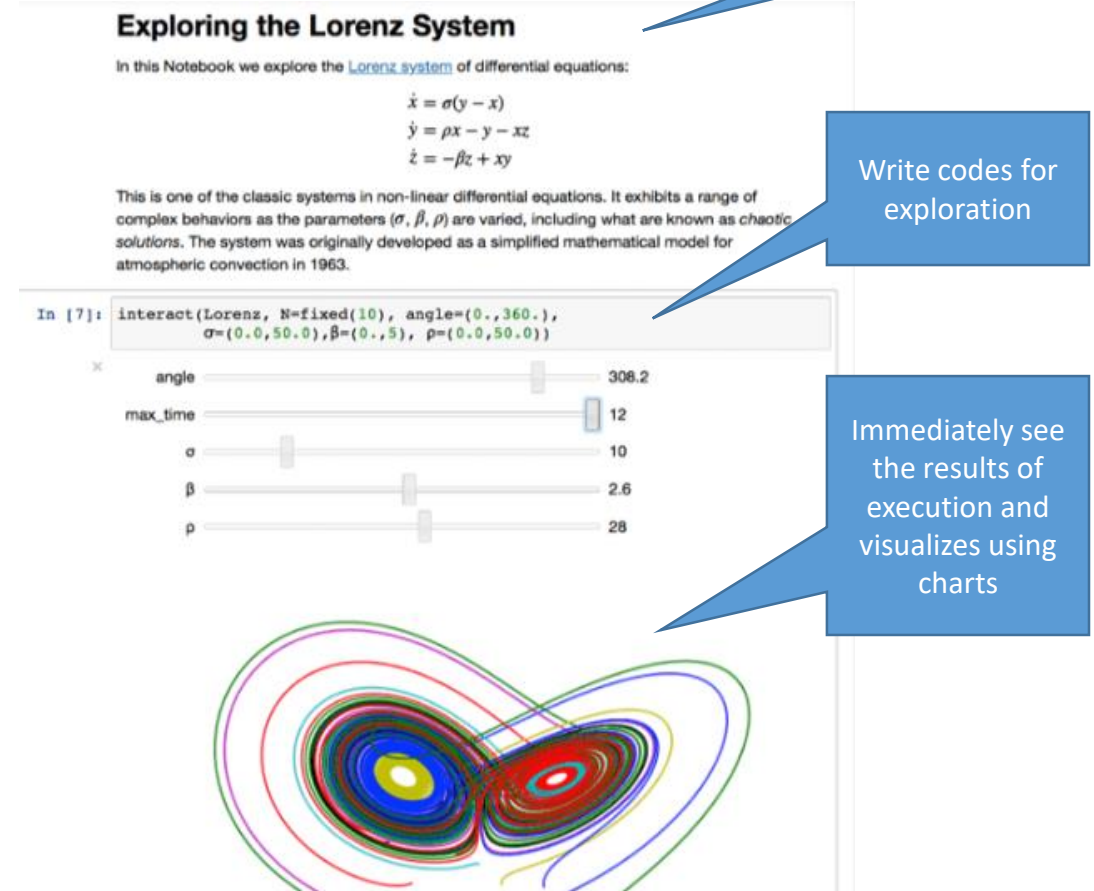 Exploring the Lorenz System
In this Notebook we explore the Lorenz system of differential equations:
ẋ = σ(y − x)
ẏ = ρx − y − xz
ż = −βz + xy
This is one of the classic systems in non-linear differential equations. It exhibits a range of
complex behaviors as the parameters (σ, β, ρ) are varied, including what are known as chaotic
solutions. The system was originally developed as a simplified mathematical model for
atmospheric convection in 1963.
Write codes for
exploration
In [7]: interact(Lorenz, N=fixed(10), angle=(0.,360.),
σ=(0.0,50.0),β=(0.,5), ρ=(0.0,50.0))
×
angle 308.2
max_time 12
σ 10
β 2.6
ρ 28
Immediately see
the results of
execution and
visualizes using
charts